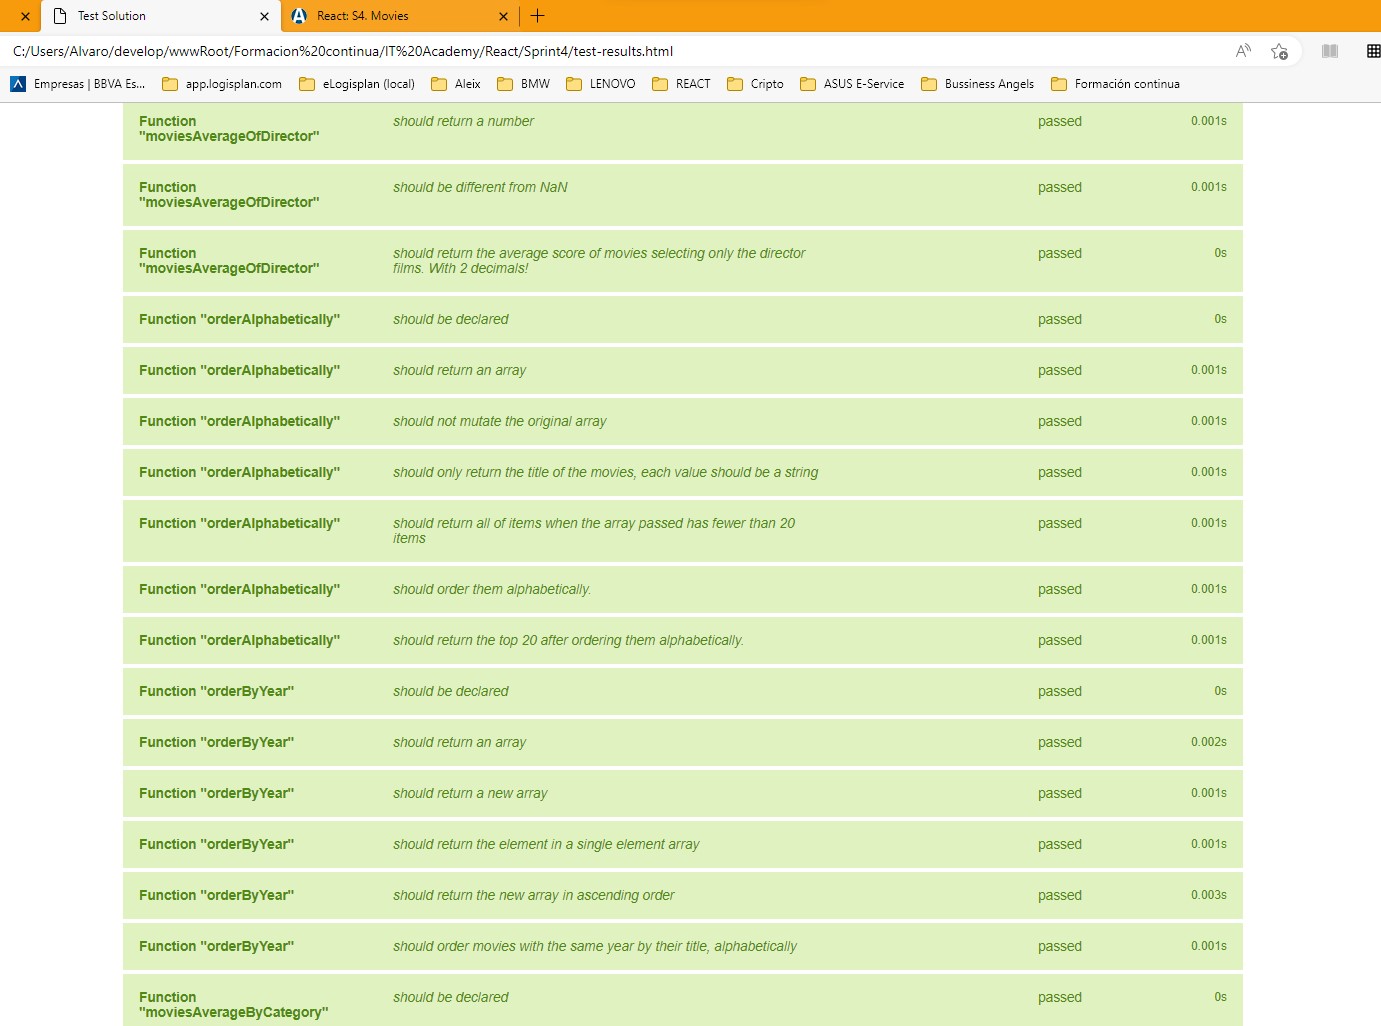 Test Solution
React: S4. Movies
C:/Users/Alvaro/develop/wwwRoot/Formacion%20continua/IT%20Academy/React/Sprint4/test-results.html
Empresas | BBVA Es... app.logisplan.com eLogisplan (local) Aleix BMW LENOVO REACT Cripto ASUS E-Service Bussiness Angels Formación continua
Function "moviesAverageOfDirector" should return a number passed 0.001s
Function "moviesAverageOfDirector" should be different from NaN passed 0.001s
Function "moviesAverageOfDirector" should return the average score of movies selecting only the director films. With 2 decimals! passed 0s
Function "orderAlphabetically" should be declared passed 0s
Function "orderAlphabetically" should return an array passed 0.001s
Function "orderAlphabetically" should not mutate the original array passed 0.001s
Function "orderAlphabetically" should only return the title of the movies, each value should be a string passed 0.001s
Function "orderAlphabetically" should return all of items when the array passed has fewer than 20 items passed 0.001s
Function "orderAlphabetically" should order them alphabetically. passed 0.001s
Function "orderAlphabetically" should return the top 20 after ordering them alphabetically. passed 0.001s
Function "orderByYear" should be declared passed 0s
Function "orderByYear" should return an array passed 0.002s
Function "orderByYear" should return a new array passed 0.001s
Function "orderByYear" should return the element in a single element array passed 0.001s
Function "orderByYear" should return the new array in ascending order passed 0.003s
Function "orderByYear" should order movies with the same year by their title, alphabetically passed 0.001s
Function "moviesAverageByCategory" should be declared passed 0s